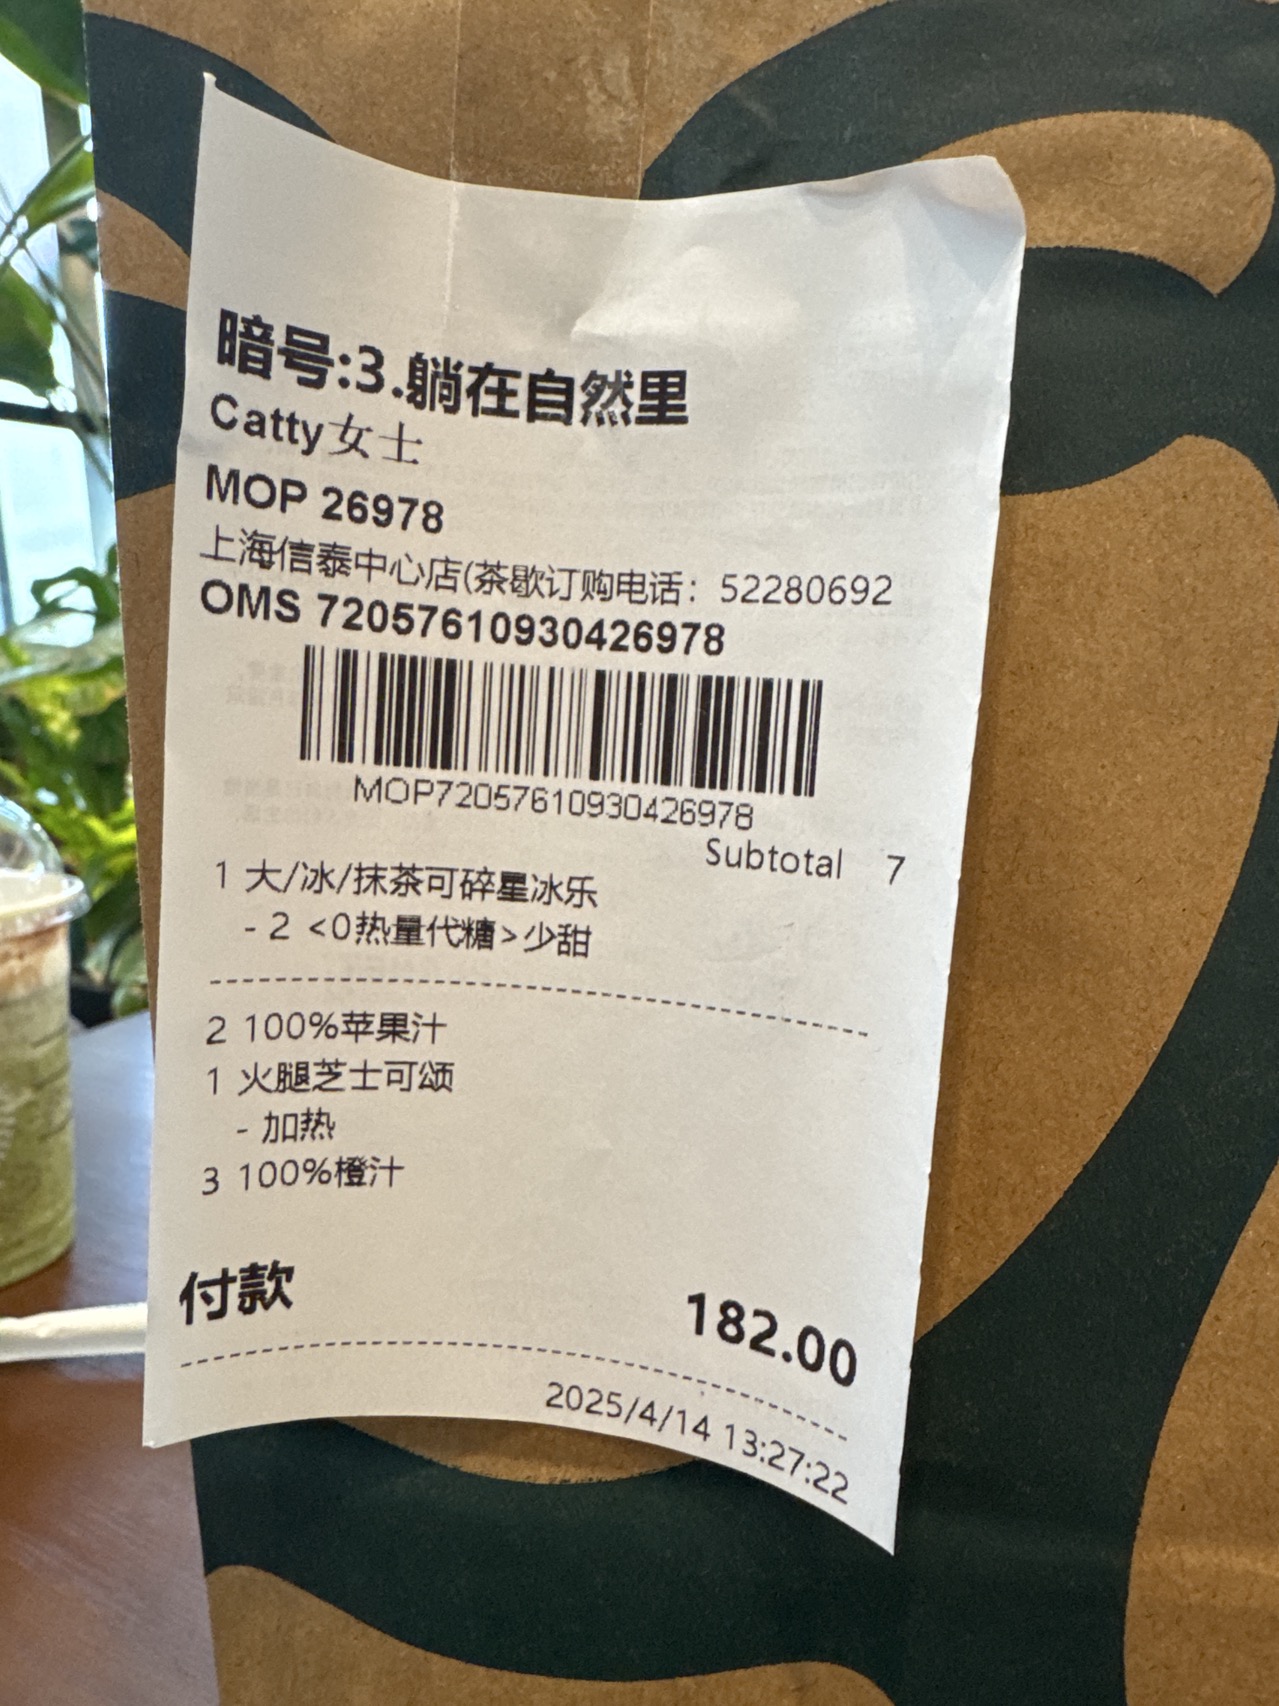 暗号:3.躺在自然里
Catty女士
MOP 26978
上海信泰中心店(茶歇订购电话：52280692
OMS 72057610930426978
MOP72057610930426978
Subtotal 7
1 大/冰/抹茶可碎星冰乐
- 2 <0热量代糖>少甜
2 100%苹果汁
1 火腿芝士可颂
- 加热
3 100%橙汁
付款 182.00
2025/4/14 13:27:22